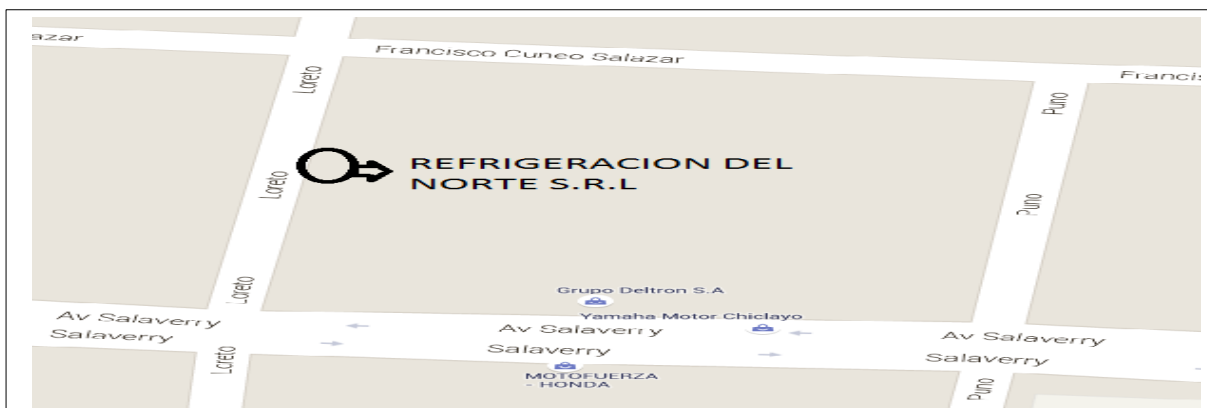 azar
Francisco Cuneo Salazar
Francis
Loreto
Puno
REFRIGERACION DEL
NORTE S.R.L
Loreto
Puno
Loreto
Grupo Deltron S.A
Yamaha Motor Chiclayo
Av Salaverry
Av Salaverry
Av Salaverry
Salaverry
Salaverry
Salaverry
Loreto
MOTOFUERZA
- HONDA
Puno